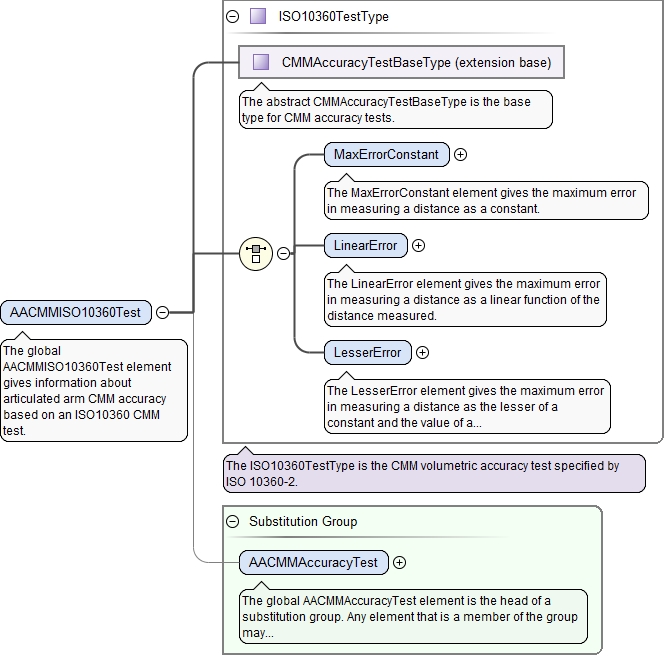 ISO10360TestType
CMMAccuracyTestBaseType (extension base)
The abstract CMMAccuracyTestBaseType is the base
type for CMM accuracy tests.
MaxErrorConstant
The MaxErrorConstant element gives the maximum error
in measuring a distance as a constant.
LinearError
The LinearError element gives the maximum error
in measuring a distance as a linear function of the
distance measured.
LesserError
The LesserError element gives the maximum error
in measuring a distance as the lesser of a
constant and the value of a...
AACMMISO10360Test
The global
AACMMISO10360Test element
gives information about
articulated arm CMM accuracy
based on an ISO10360 CMM
test.
The ISO10360TestType is the CMM volumetric accuracy test specified by
ISO 10360-2.
Substitution Group
AACMMAccuracyTest
The global AACMMAccuracyTest element is the head of a
substitution group. Any element that is a member of the group
may...